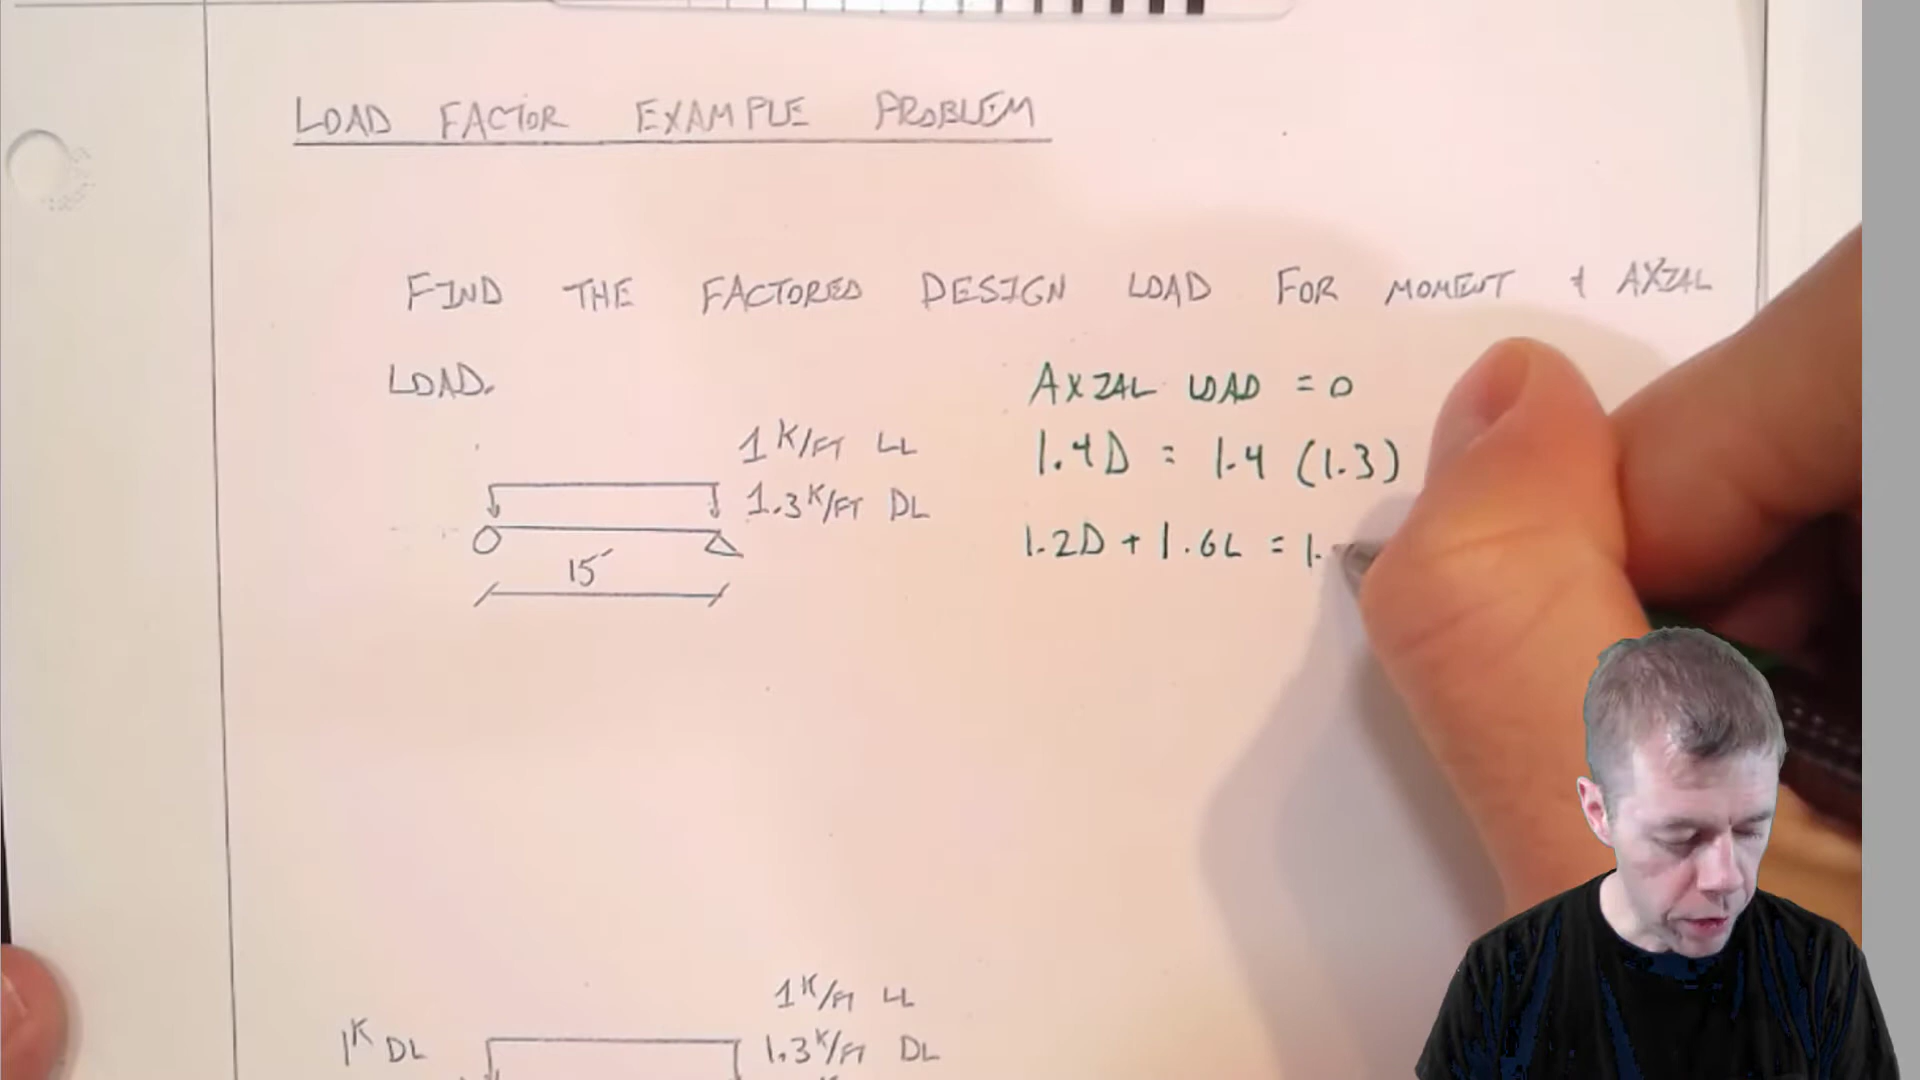 LOAD FACTOR EXAMPLE PROBLEM
FIND THE FACTORED DESIGN LOAD FOR MOMENT & AXIAL
LOAD.
AXIAL LOAD = 0
1 K/FT LL
1.4D = 1.4 (1.3)
1.3 K/FT DL
1.2D + 1.6L = 1.
15'
1 K/FT LL
1K DL
1.3 K/FT DL